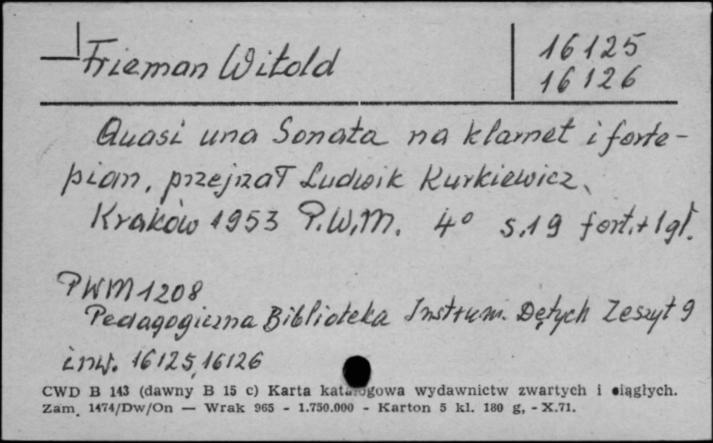 Frieman Witold
16125
16126
Quasi una Sonata na klarnet i forte-
pian, przejrzał Ludwik Kurkiewicz,
Kraków 1953 P.W.M. 4° s.19 fort.+1gł.
PWM 1208
Pedagogiczna Biblioteka Instrum. Dętych Zeszyt 9
inw. 16125, 16126
CWD B 143 (dawny B 15 c) Karta katalogowa wydawnictw zwartych i ciągłych.
Zam. 1474/Dw/On — Wrak 965 - 1.750.000 - Karton 5 kl. 180 g, - X.71.